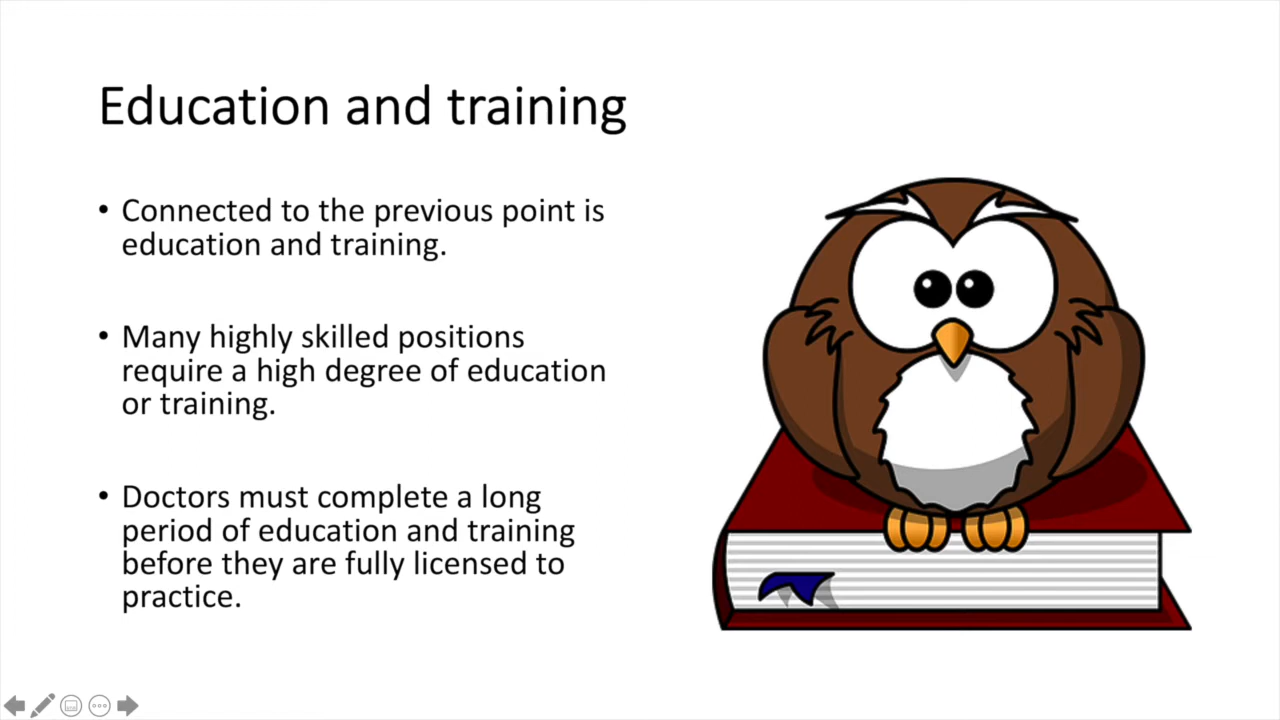 Education and training
• Connected to the previous point is
education and training.
• Many highly skilled positions
require a high degree of education
or training.
• Doctors must complete a long
period of education and training
before they are fully licensed to
practice.